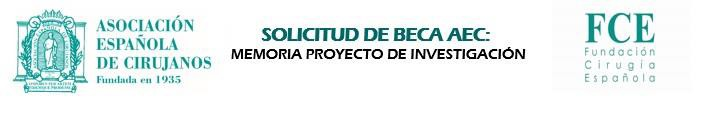 ASOCIACIÓN
ESPAÑOLA
DE CIRUJANOS
Fundada en 1935
SOLICITUD DE BECA AEC:
MEMORIA PROYECTO DE INVESTIGACIÓN
FCE
Fundación
Cirugía
Española